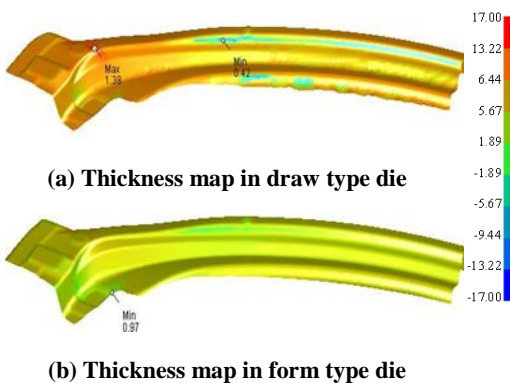 17.00
13.22
6.44
5.67
1.89
-1.89
-5.67
-9.44
-13.22
-17.00
Max
1.38
Min
0.42
(a) Thickness map in draw type die
Min
0.97
(b) Thickness map in form type die